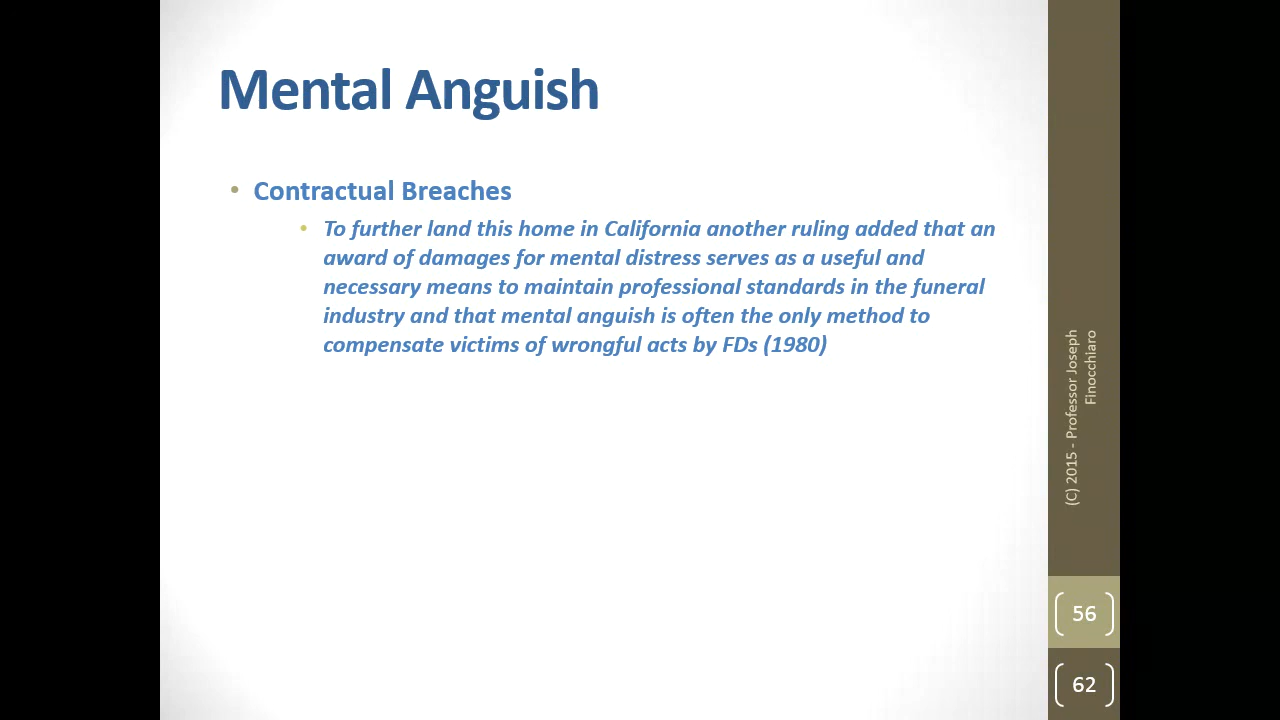 Mental Anguish
• Contractual Breaches
• To further land this home in California another ruling added that an
award of damages for mental distress serves as a useful and
necessary means to maintain professional standards in the funeral
industry and that mental anguish is often the only method to
compensate victims of wrongful acts by FDs (1980)
(C) 2015 - Professor Joseph
Finocchiaro
56
62